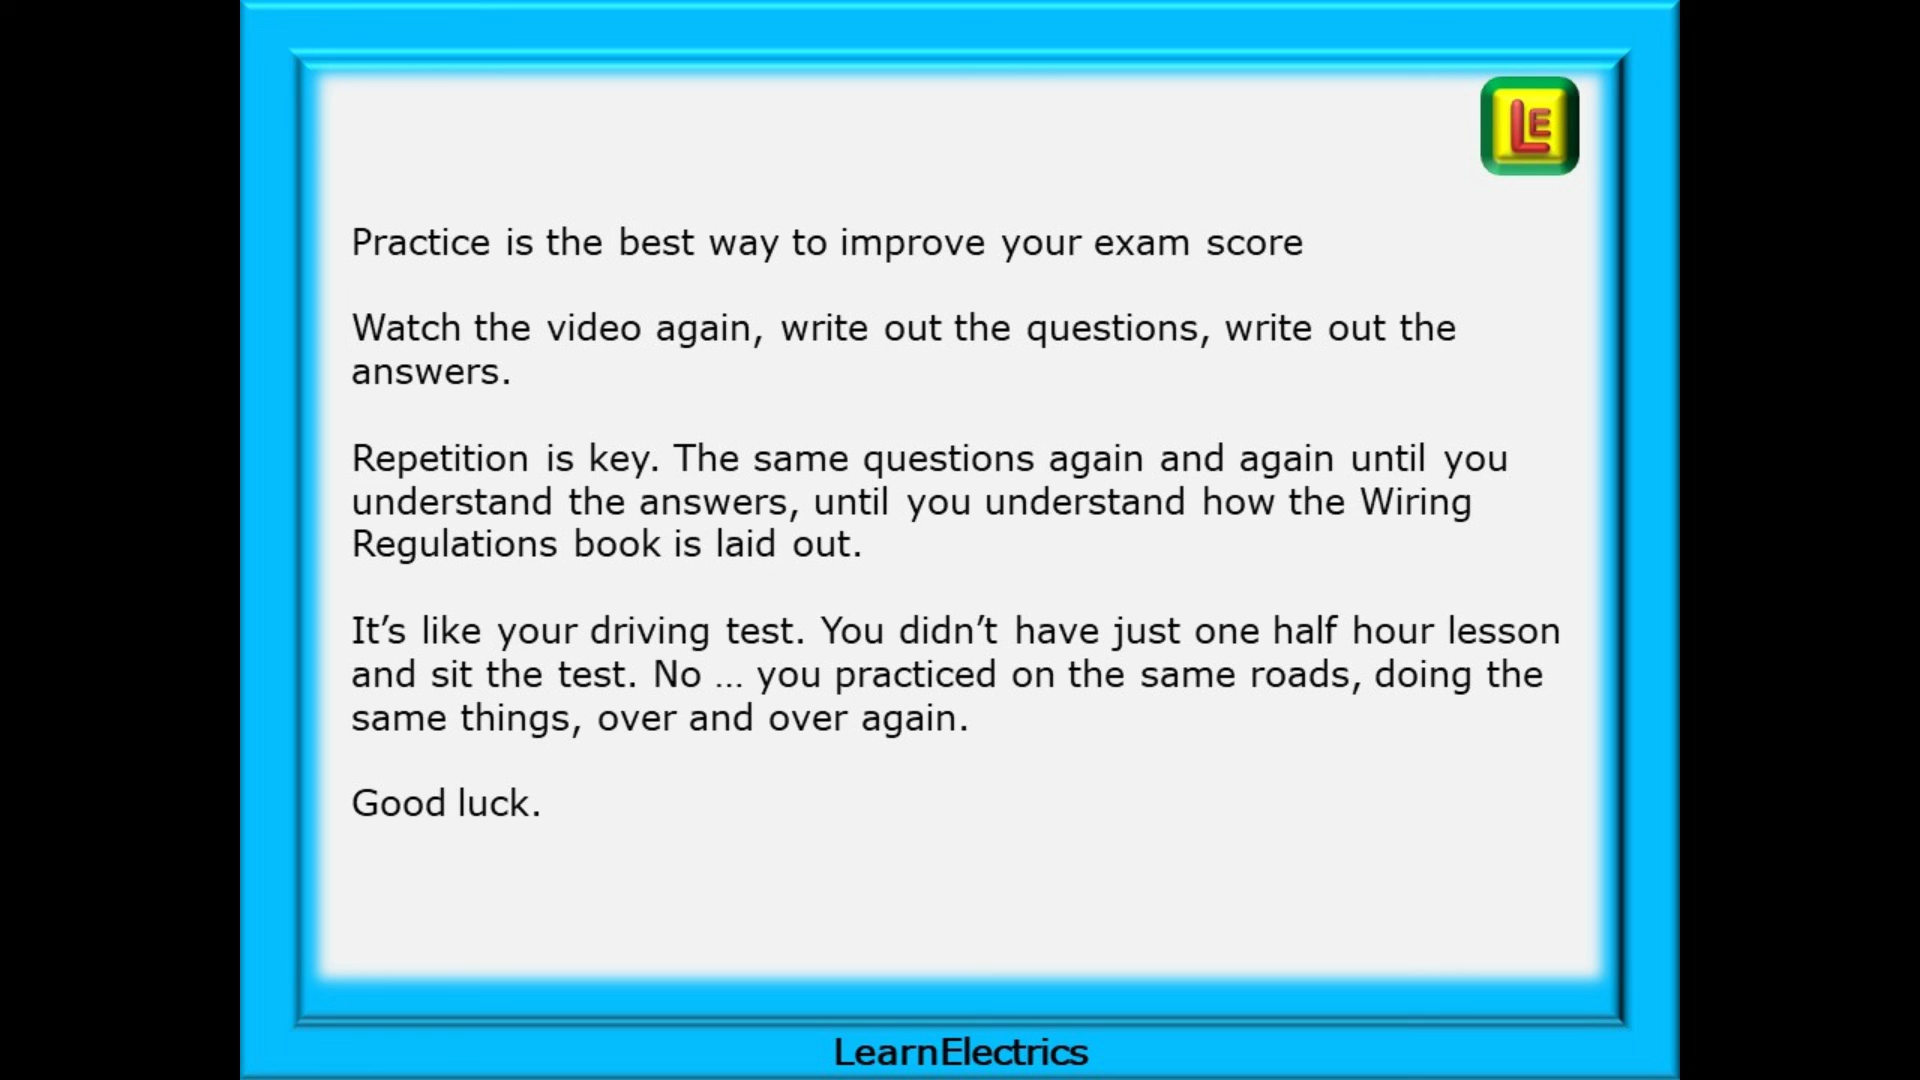 LE
Practice is the best way to improve your exam score
Watch the video again, write out the questions, write out the
answers.
Repetition is key. The same questions again and again until you
understand the answers, until you understand how the Wiring
Regulations book is laid out.
It’s like your driving test. You didn’t have just one half hour lesson
and sit the test. No … you practiced on the same roads, doing the
same things, over and over again.
Good luck.
LearnElectrics